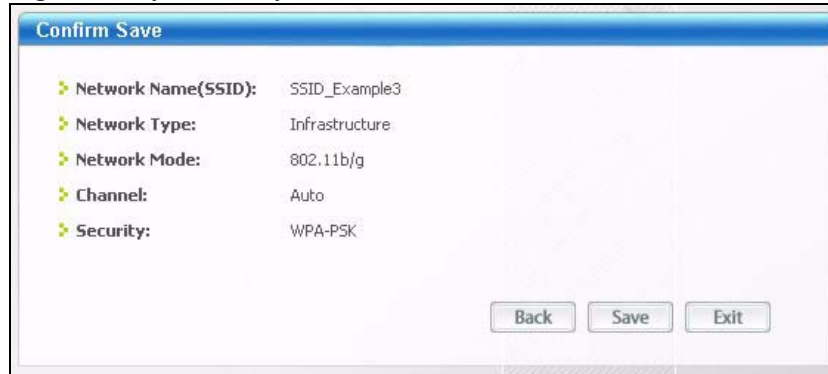 Confirm Save
Network Name(SSID): SSID_Example3
Network Type: Infrastructure
Network Mode: 802.11b/g
Channel: Auto
Security: WPA-PSK
Back Save Exit